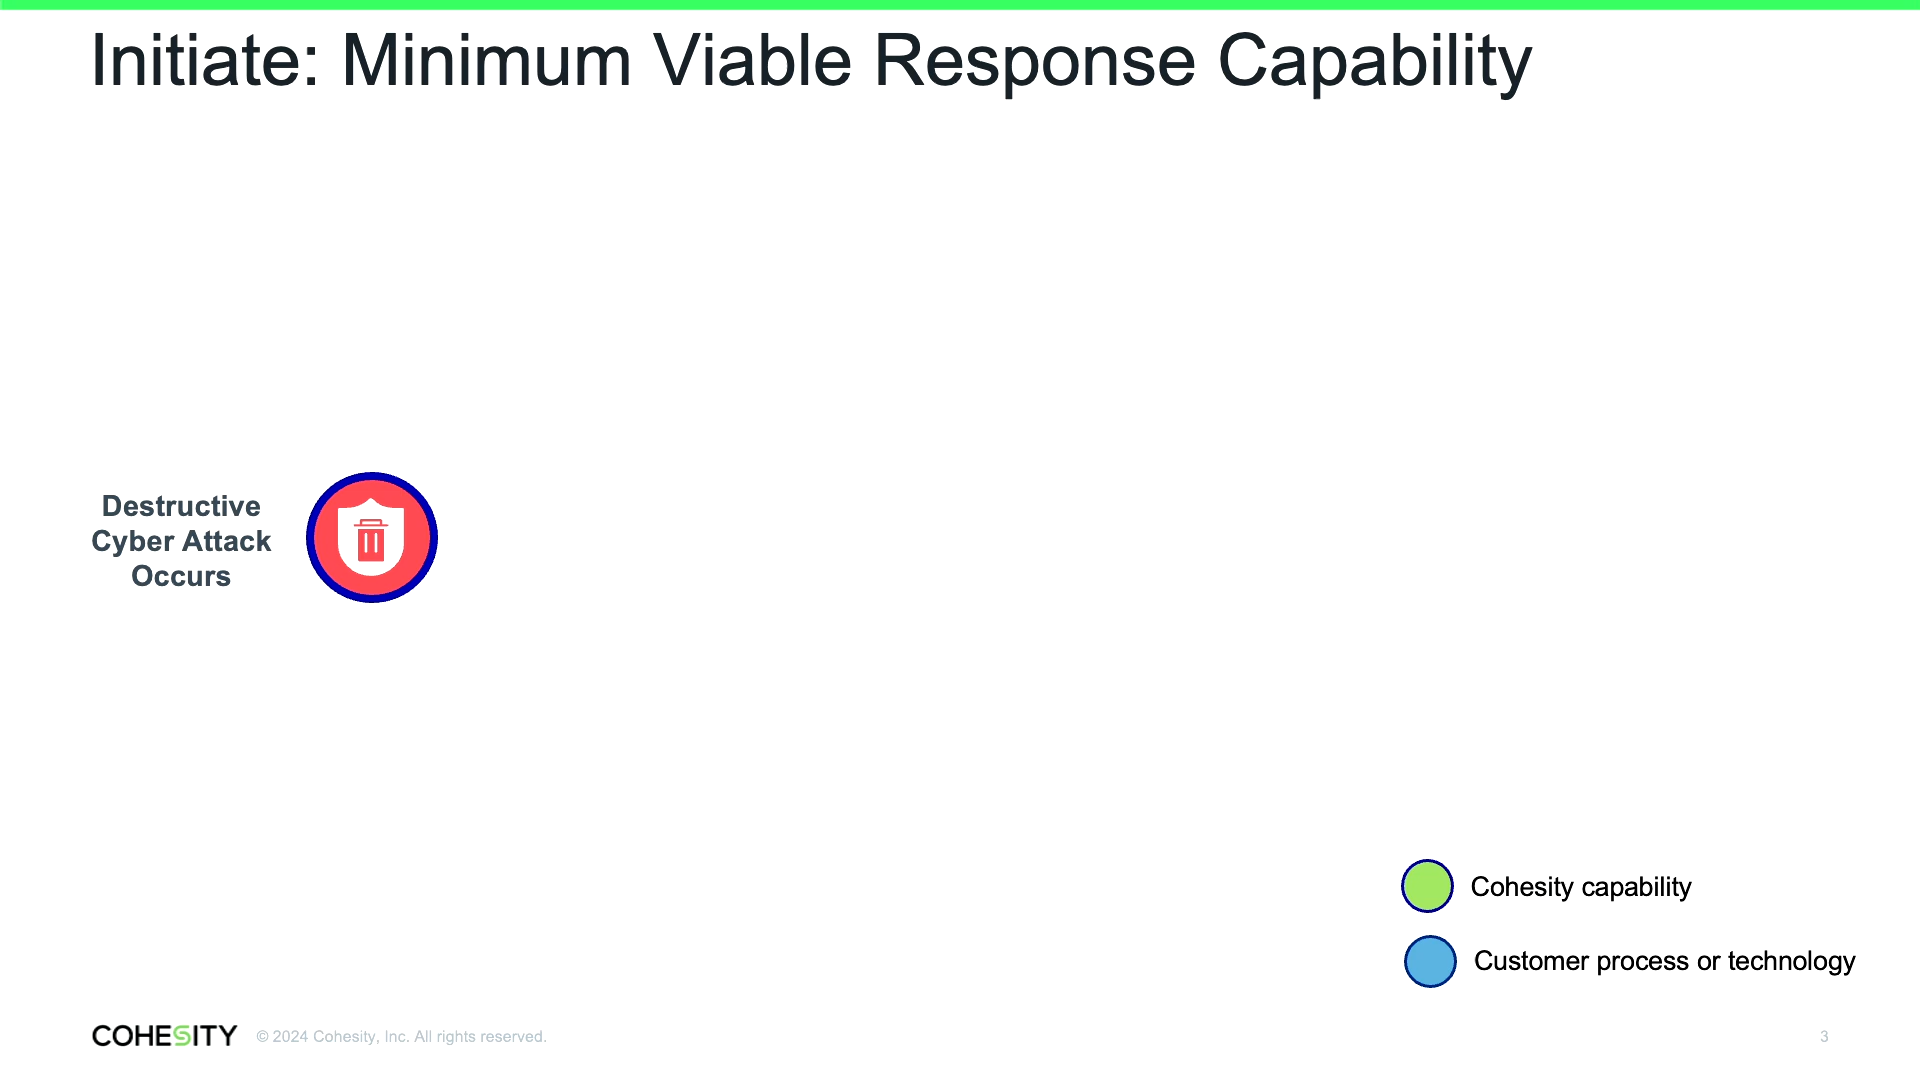 Initiate: Minimum Viable Response Capability
Destructive
Cyber Attack
Occurs
Cohesity capability
Customer process or technology
COHESITY © 2024 Cohesity, Inc. All rights reserved.
3